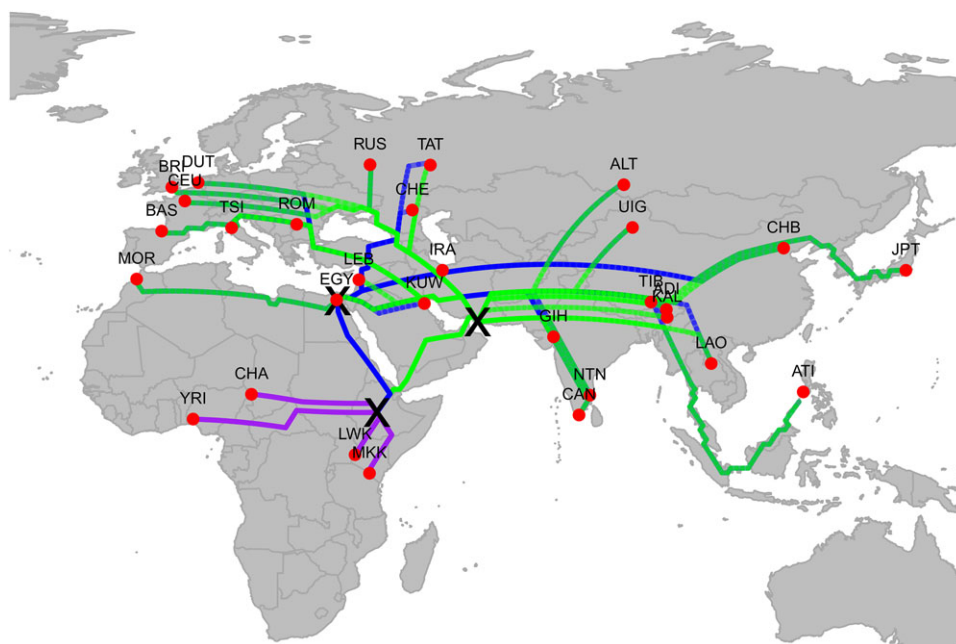 RUS
TAT
DUT
BRI
CEU
ALT
CHE
UIG
BAS
TSI
ROM
CHB
JPT
MOR
LEB
IRA
EGY
KUW
TIB
ADI
KAL
GIH
LAO
X
X
CHA
NTN
ATI
YRI
CAN
X
LWK
MKK